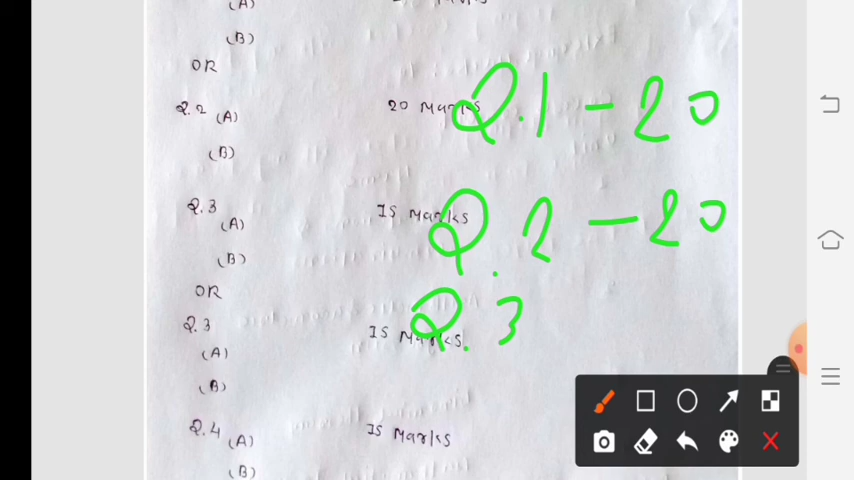 (A)
(B)
OR
Q.2 (A) 20 Marks
(B)
Q.1 - 20
Q.3 (A) 15 Marks
(B)
Q.2 - 20
OR
Q.3 15 Marks
(A)
(B)
Q.3
Q.4 (A) 15 Marks
(B)